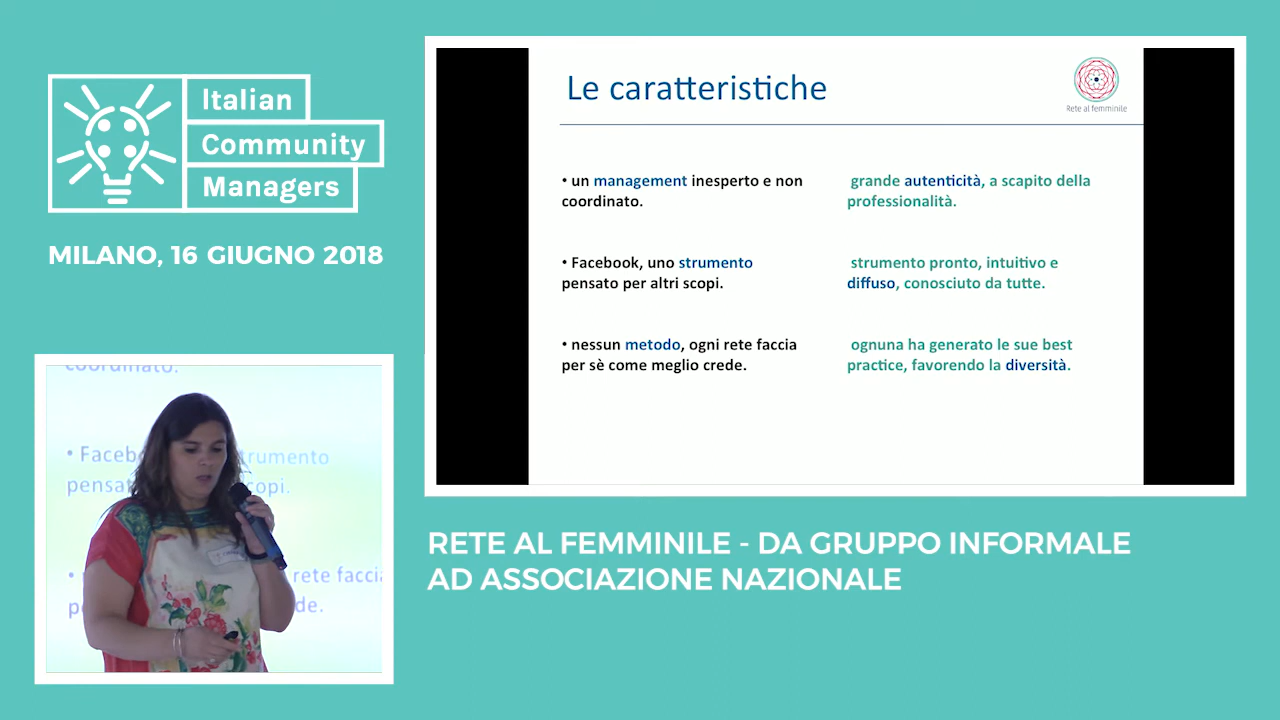 Italian
Community
Managers
MILANO, 16 GIUGNO 2018
Le caratteristiche
Rete al femminile
• un management inesperto e non
coordinato.
grande autenticità, a scapito della
professionalità.
• Facebook, uno strumento
pensato per altri scopi.
strumento pronto, intuitivo e
diffuso, conosciuto da tutte.
• nessun metodo, ogni rete faccia
per sè come meglio crede.
ognuna ha generato le sue best
practice, favorendo la diversità.
coordinato.
• Faceb trumento
pensat copi.
rete faccia
de.
RETE AL FEMMINILE - DA GRUPPO INFORMALE
AD ASSOCIAZIONE NAZIONALE